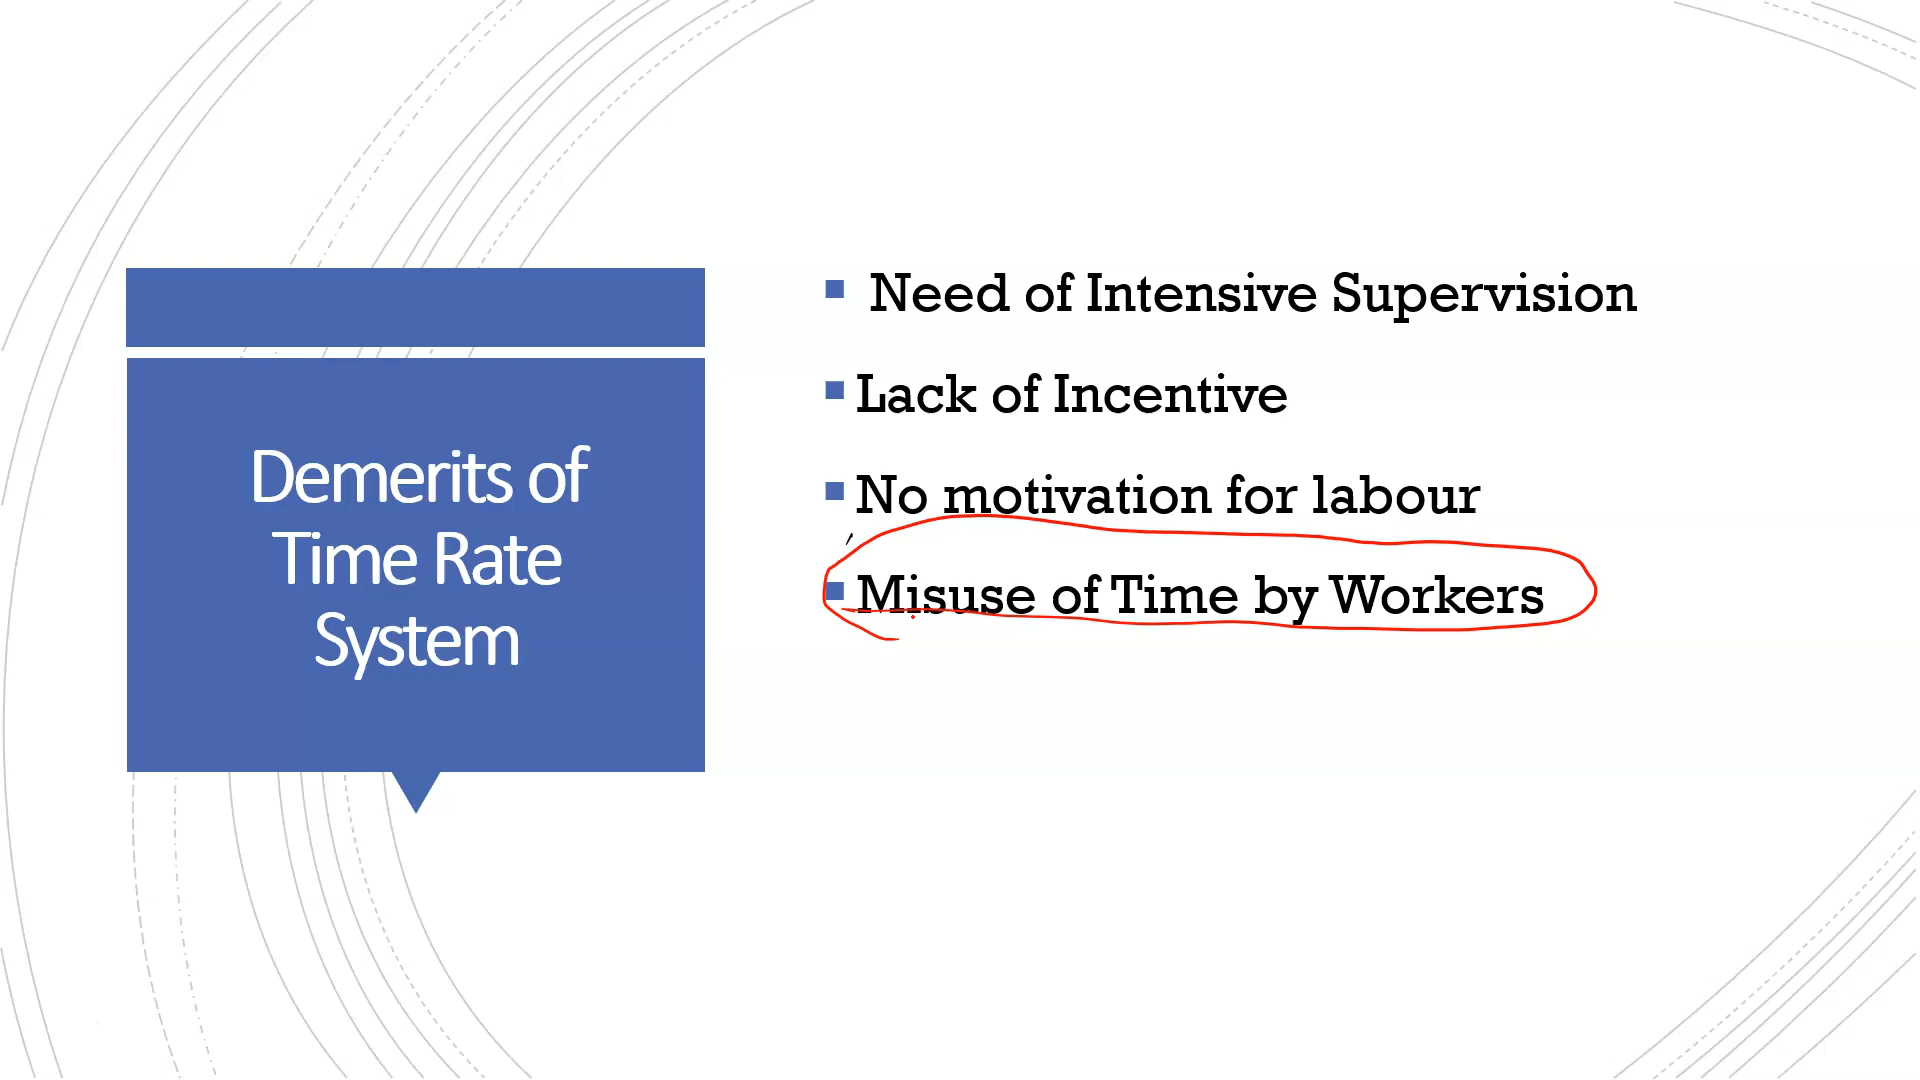 Demerits of
Time Rate
System
Need of Intensive Supervision
Lack of Incentive
No motivation for labour
Misuse of Time by Workers